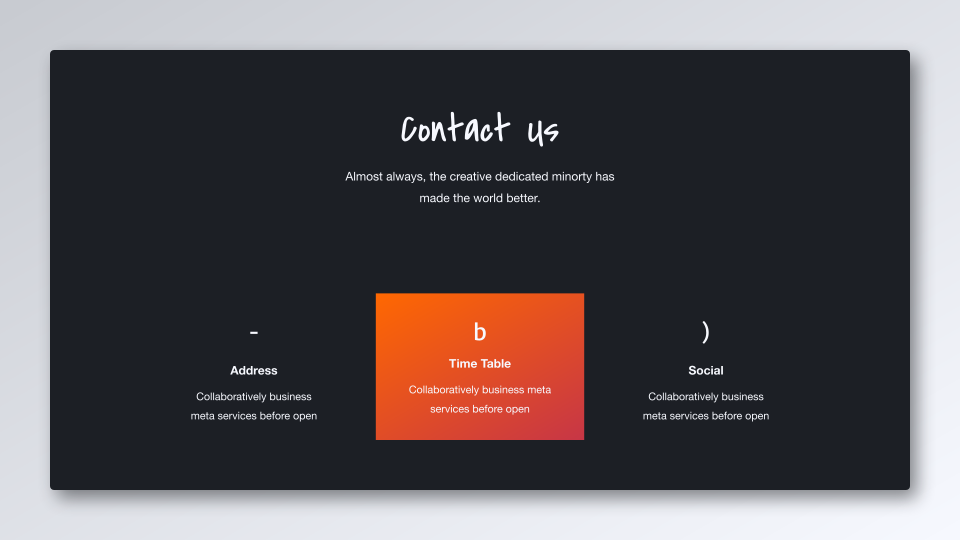 Contact Us
Almost always, the creative dedicated minorty has
made the world better.
-
Address
Collaboratively business
meta services before open
b
Time Table
Collaboratively business meta
services before open
)
Social
Collaboratively business
meta services before open